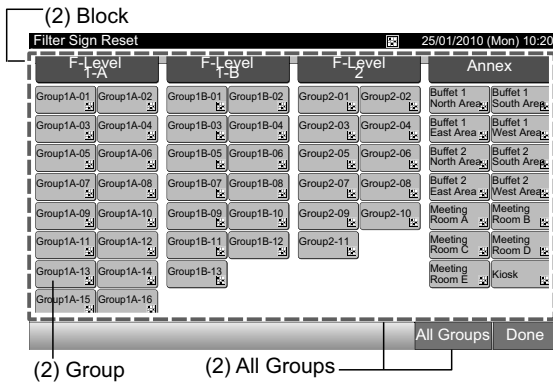 (2) Block
Filter Sign Reset 25/01/2010 (Mon) 10:20
F-Level 1-A F-Level 1-B F-Level 2 Annex
Group1A-01 Group1A-02 Group1B-01 Group1B-02 Group2-01 Group2-02 Buffet 1 North Area Buffet 1 South Area
Group1A-03 Group1A-04 Group1B-03 Group1B-04 Group2-03 Group2-04 Buffet 1 East Area Buffet 1 West Area
Group1A-05 Group1A-06 Group1B-05 Group1B-06 Group2-05 Group2-06 Buffet 2 North Area Buffet 2 South Area
Group1A-07 Group1A-08 Group1B-07 Group1B-08 Group2-07 Group2-08 Buffet 2 East Area Buffet 2 West Area
Group1A-09 Group1A-10 Group1B-09 Group1B-10 Group2-09 Group2-10 Meeting Room A Meeting Room B
Group1A-11 Group1A-12 Group1B-11 Group1B-12 Group2-11 Meeting Room C Meeting Room D
Group1A-13 Group1A-14 Group1B-13 Meeting Room E Kiosk
Group1A-15 Group1A-16
All Groups Done
(2) Group (2) All Groups